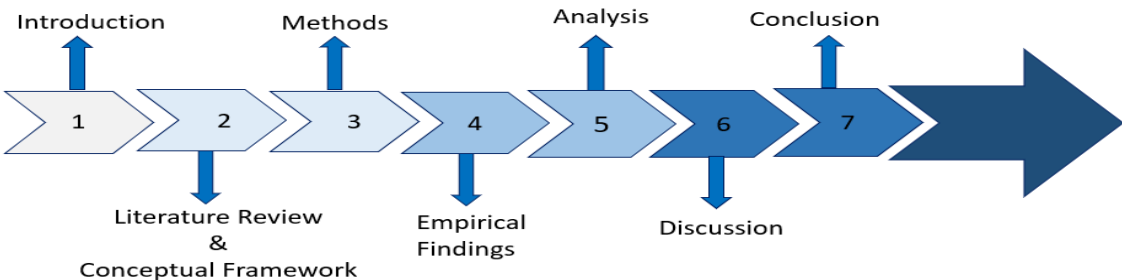 Introduction
Methods
Analysis
Conclusion
1
2
3
4
5
6
7
Literature Review
&
Conceptual Framework
Empirical
Findings
Discussion